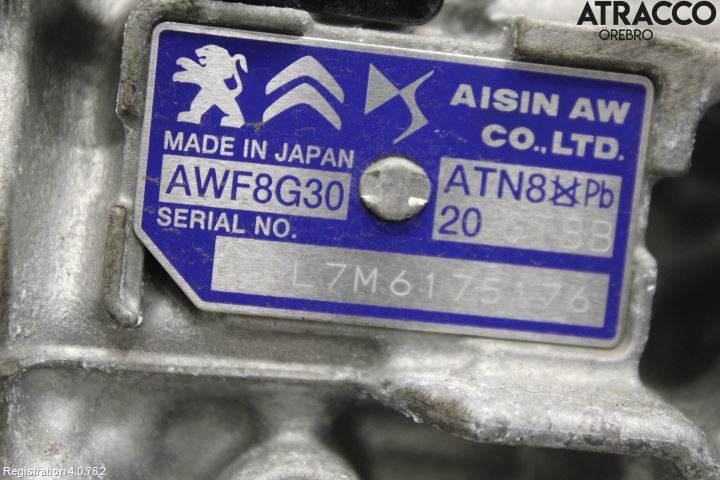 ATRACCO
ÖREBRO
AISIN AW
CO., LTD.
MADE IN JAPAN
AWF8G30
ATN8 Pb
20
BB
SERIAL NO.
L7M6175176
Registration 4.0.762